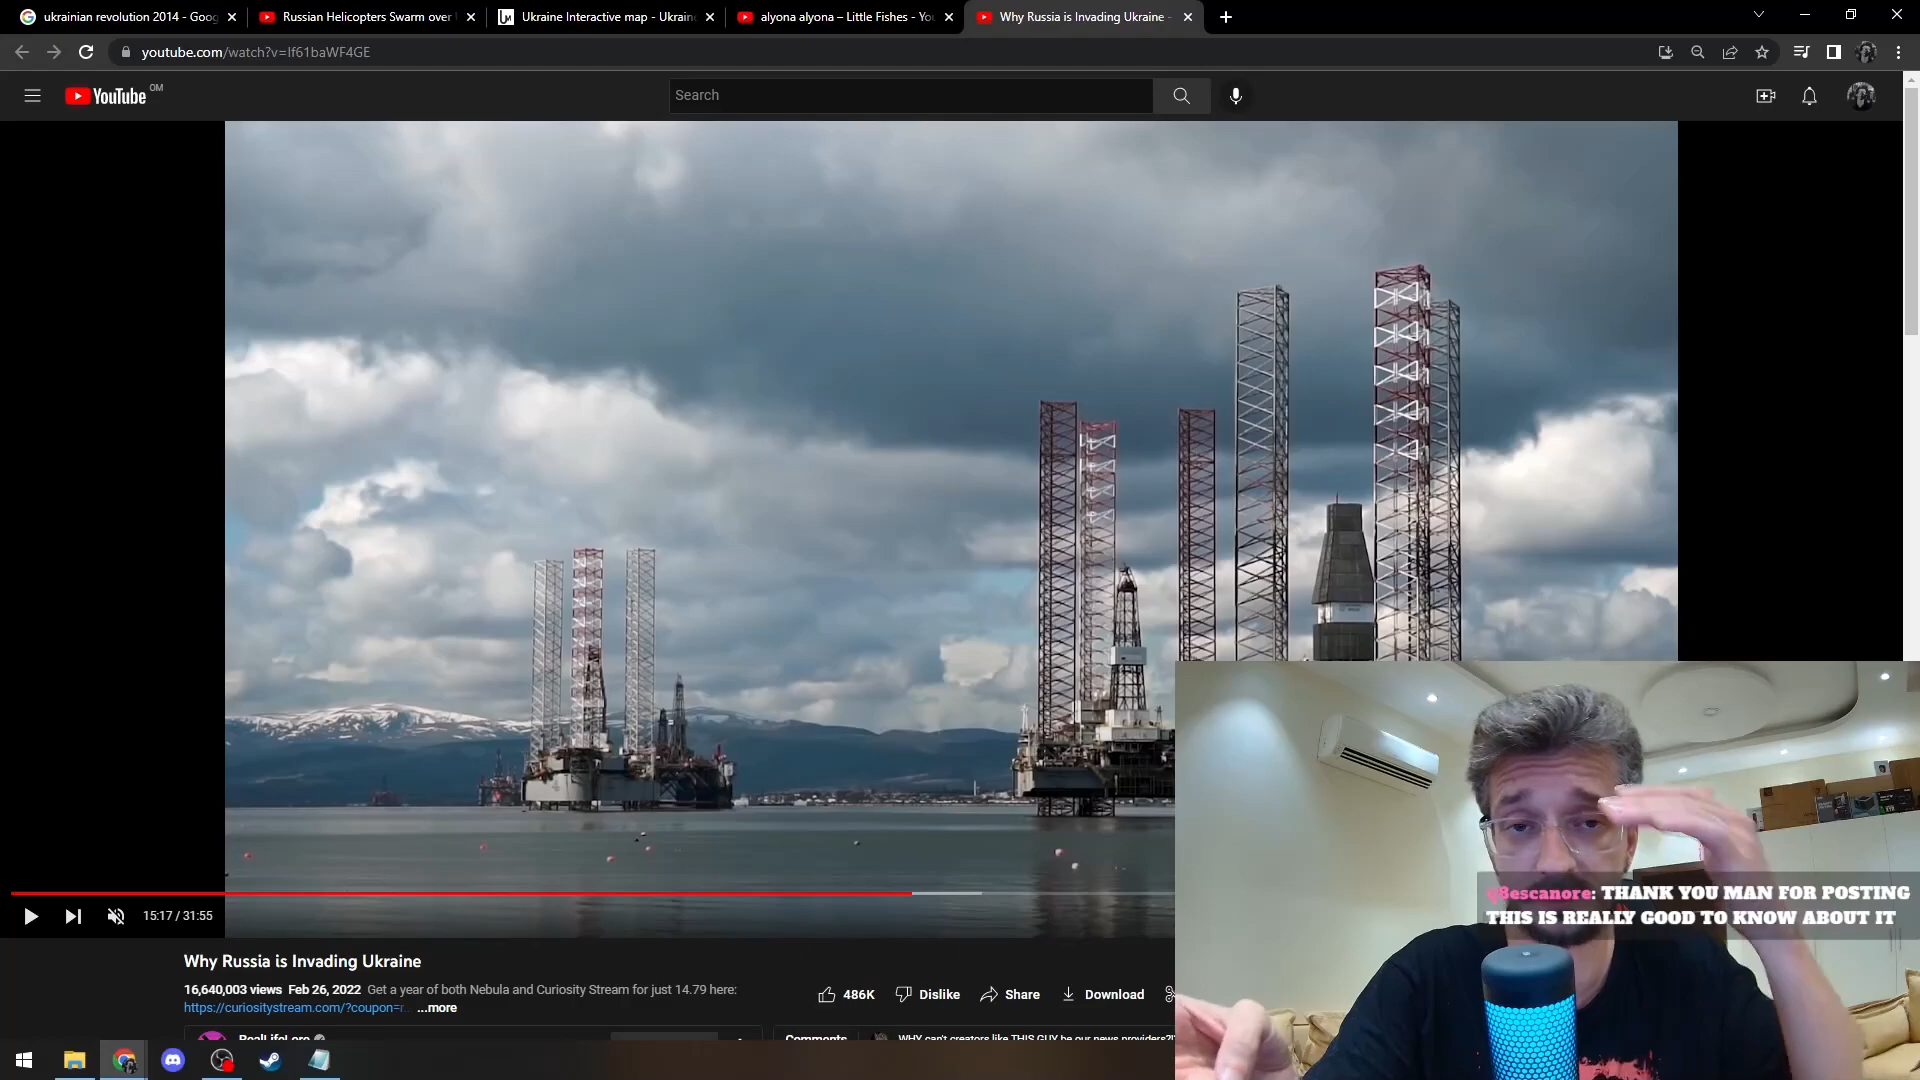 ukrainian revolution 2014 - Goog
Russian Helicopters Swarm over
Ukraine Interactive map - Ukrain
alyona alyona – Little Fishes - Yo
Why Russia is Invading Ukraine -
youtube.com/watch?v=If61baWF4GE
YouTube OM
Search
q8escanore: THANK YOU MAN FOR POSTING
THIS IS REALLY GOOD TO KNOW ABOUT IT
15:17 / 31:55
Why Russia is Invading Ukraine
16,640,003 views Feb 26, 2022 Get a year of both Nebula and Curiosity Stream for just 14.79 here:
https://curiositystream.com/?coupon=r... ...more
486K Dislike Share Download
RealLifeLore
Comments
WHY can't creators like THIS GUY be our news providers?!